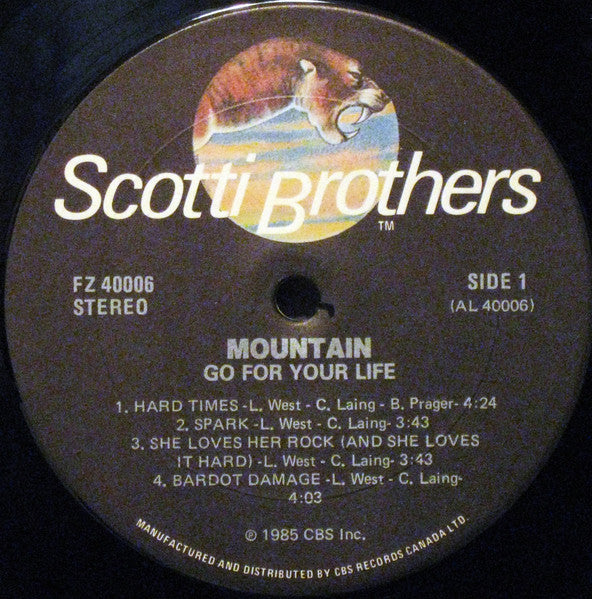 Scotti Brothers
TM
FZ 40006
STEREO
SIDE 1
(AL 40006)
MOUNTAIN
GO FOR YOUR LIFE
1. HARD TIMES -L. West - C. Laing - B. Prager- 4:24
2. SPARK -L. West - C. Laing- 3:43
3. SHE LOVES HER ROCK (AND SHE LOVES
IT HARD) -L. West - C. Laing- 3:43
4. BARDOT DAMAGE -L. West - C. Laing-
4:03
℗ 1985 CBS Inc.
MANUFACTURED AND DISTRIBUTED BY CBS RECORDS CANADA LTD.